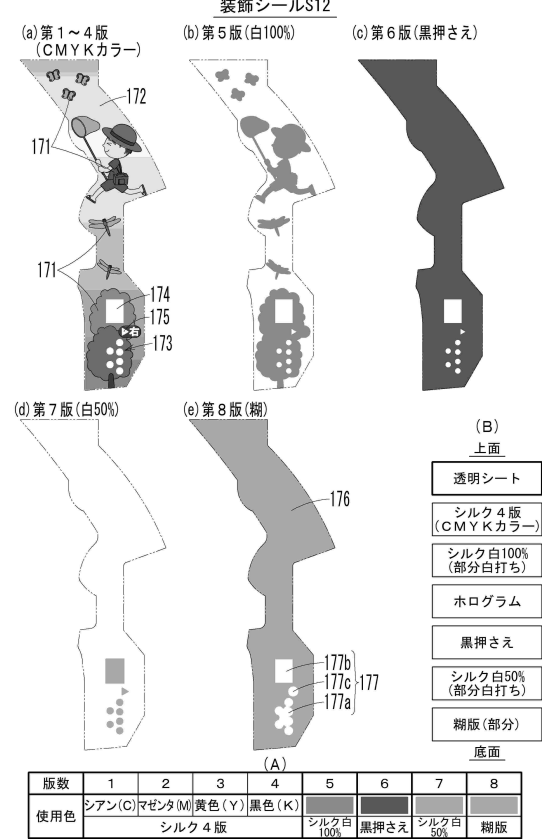 装飾シールS12
(a)第1～4版
(CMYKカラー)
(b)第5版(白100%)
(c)第6版(黒押さえ)
172
171
171
174
175
▶右
173
(d)第7版(白50%)
(e)第8版(糊)
176
177b
177c
177
177a
(B)
上面
透明シート
シルク4版
(CMYKカラー)
シルク白100%
(部分白打ち)
ホログラム
黒押さえ
シルク白50%
(部分白打ち)
糊版(部分)
底面
(A)
版数 1 2 3 4 5 6 7 8
使用色 シアン(C) マゼンタ(M) 黄色(Y) 黒色(K)
シルク4版 シルク白100% 黒押さえ シルク白50% 糊版